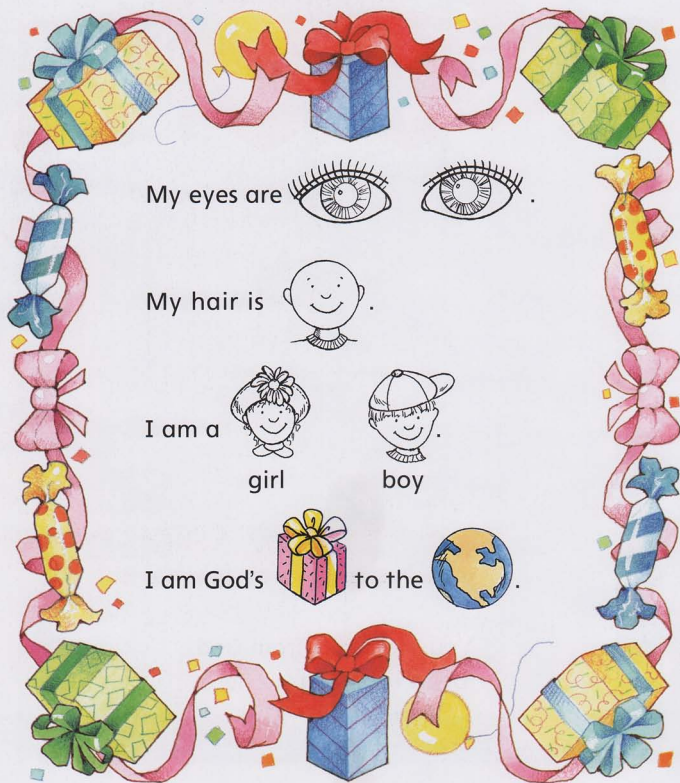 My eyes are .
My hair is .
I am a .
girl boy
I am God's to the .